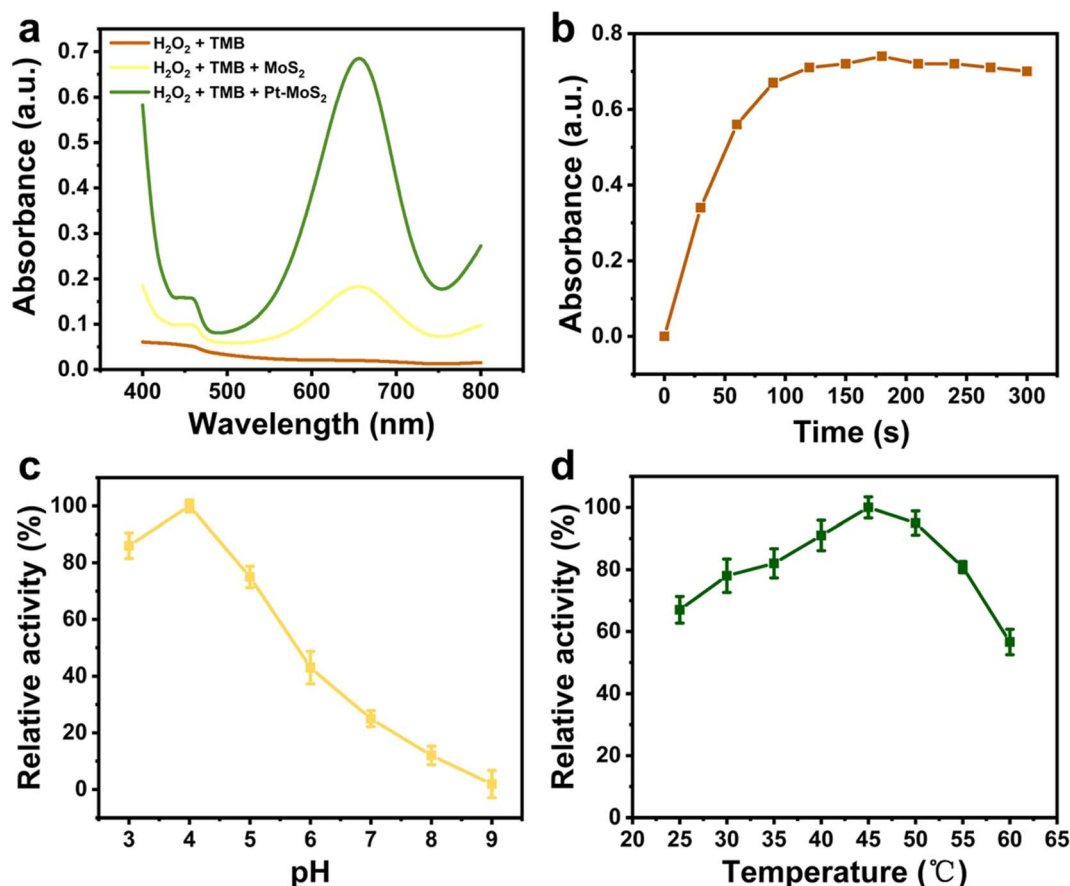 a
H₂O₂ + TMB
H₂O₂ + TMB + MoS₂
H₂O₂ + TMB + Pt-MoS₂
0.7
0.6
0.5
0.4
0.3
0.2
0.1
0.0
Absorbance (a.u.)
400 500 600 700 800
Wavelength (nm)
b
0.8
0.4
0.0
Absorbance (a.u.)
0 50 100 150 200 250 300
Time (s)
c
100
80
60
40
20
0
Relative activity (%)
3 4 5 6 7 8 9
pH
d
100
80
60
40
20
0
Relative activity (%)
20 25 30 35 40 45 50 55 60 65
Temperature (℃)